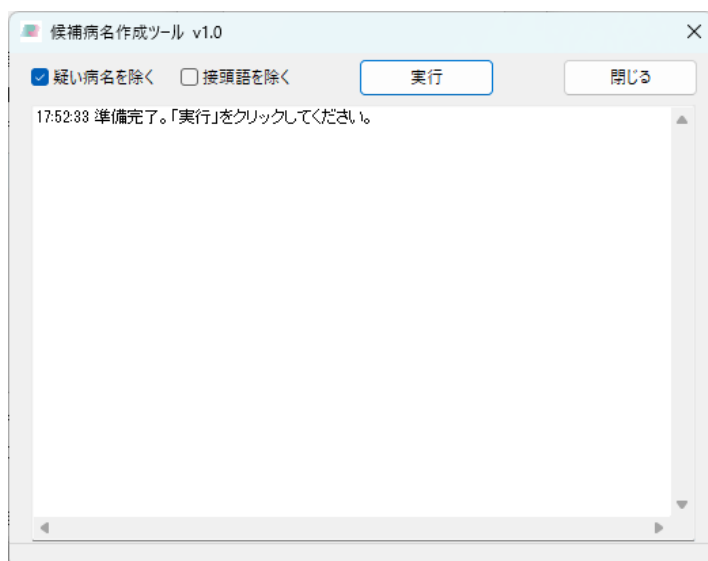 候補病名作成ツール v1.0
疑い病名を除く 接頭語を除く 実行 閉じる
17:52:33 準備完了。「実行」をクリックしてください。